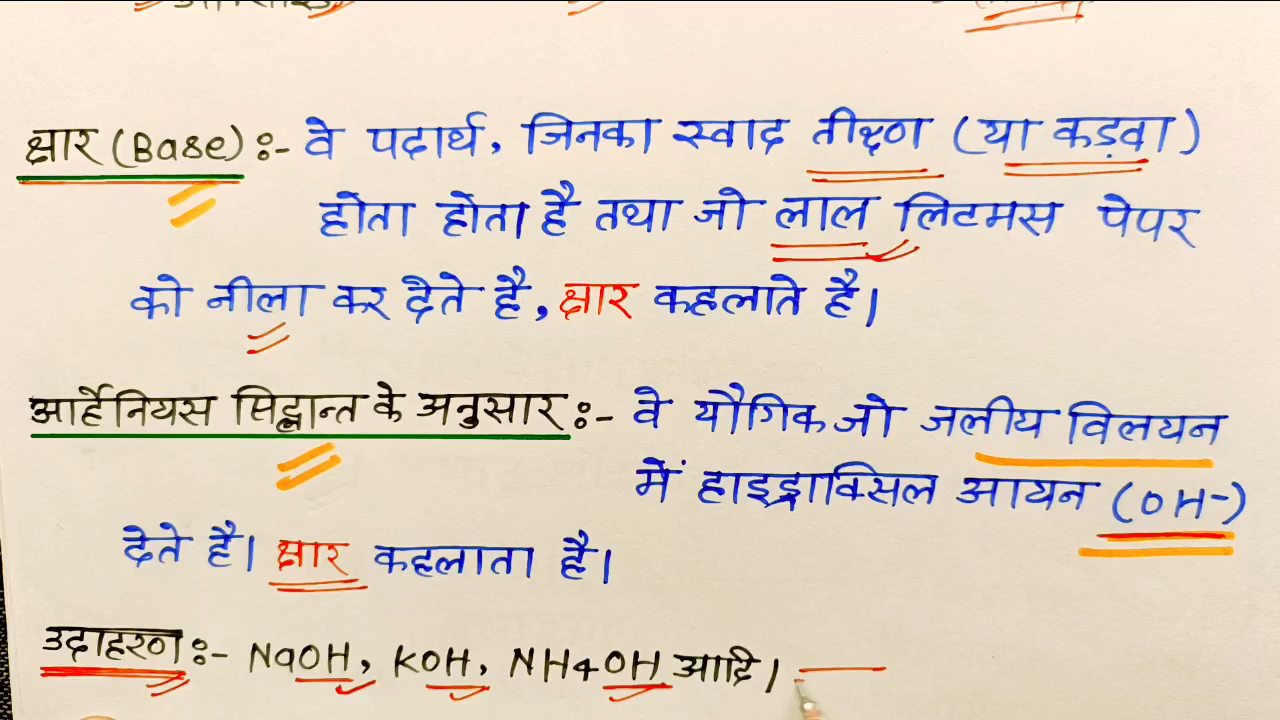 क्षार (Base) :- वे पदार्थ, जिनका स्वाद तीक्ष्ण (या कड़वा)
होता होता है तथा जो लाल लिटमस पेपर
को नीला कर देते है, क्षार कहलाते है।
आर्हेनियस सिद्धान्त के अनुसार :- वे यौगिक जो जलीय विलयन
में हाइड्राक्सिल आयन (OH-)
देते है। क्षार कहलाता है।
उदाहरण :- NaOH, KOH, NH4OH आदि।